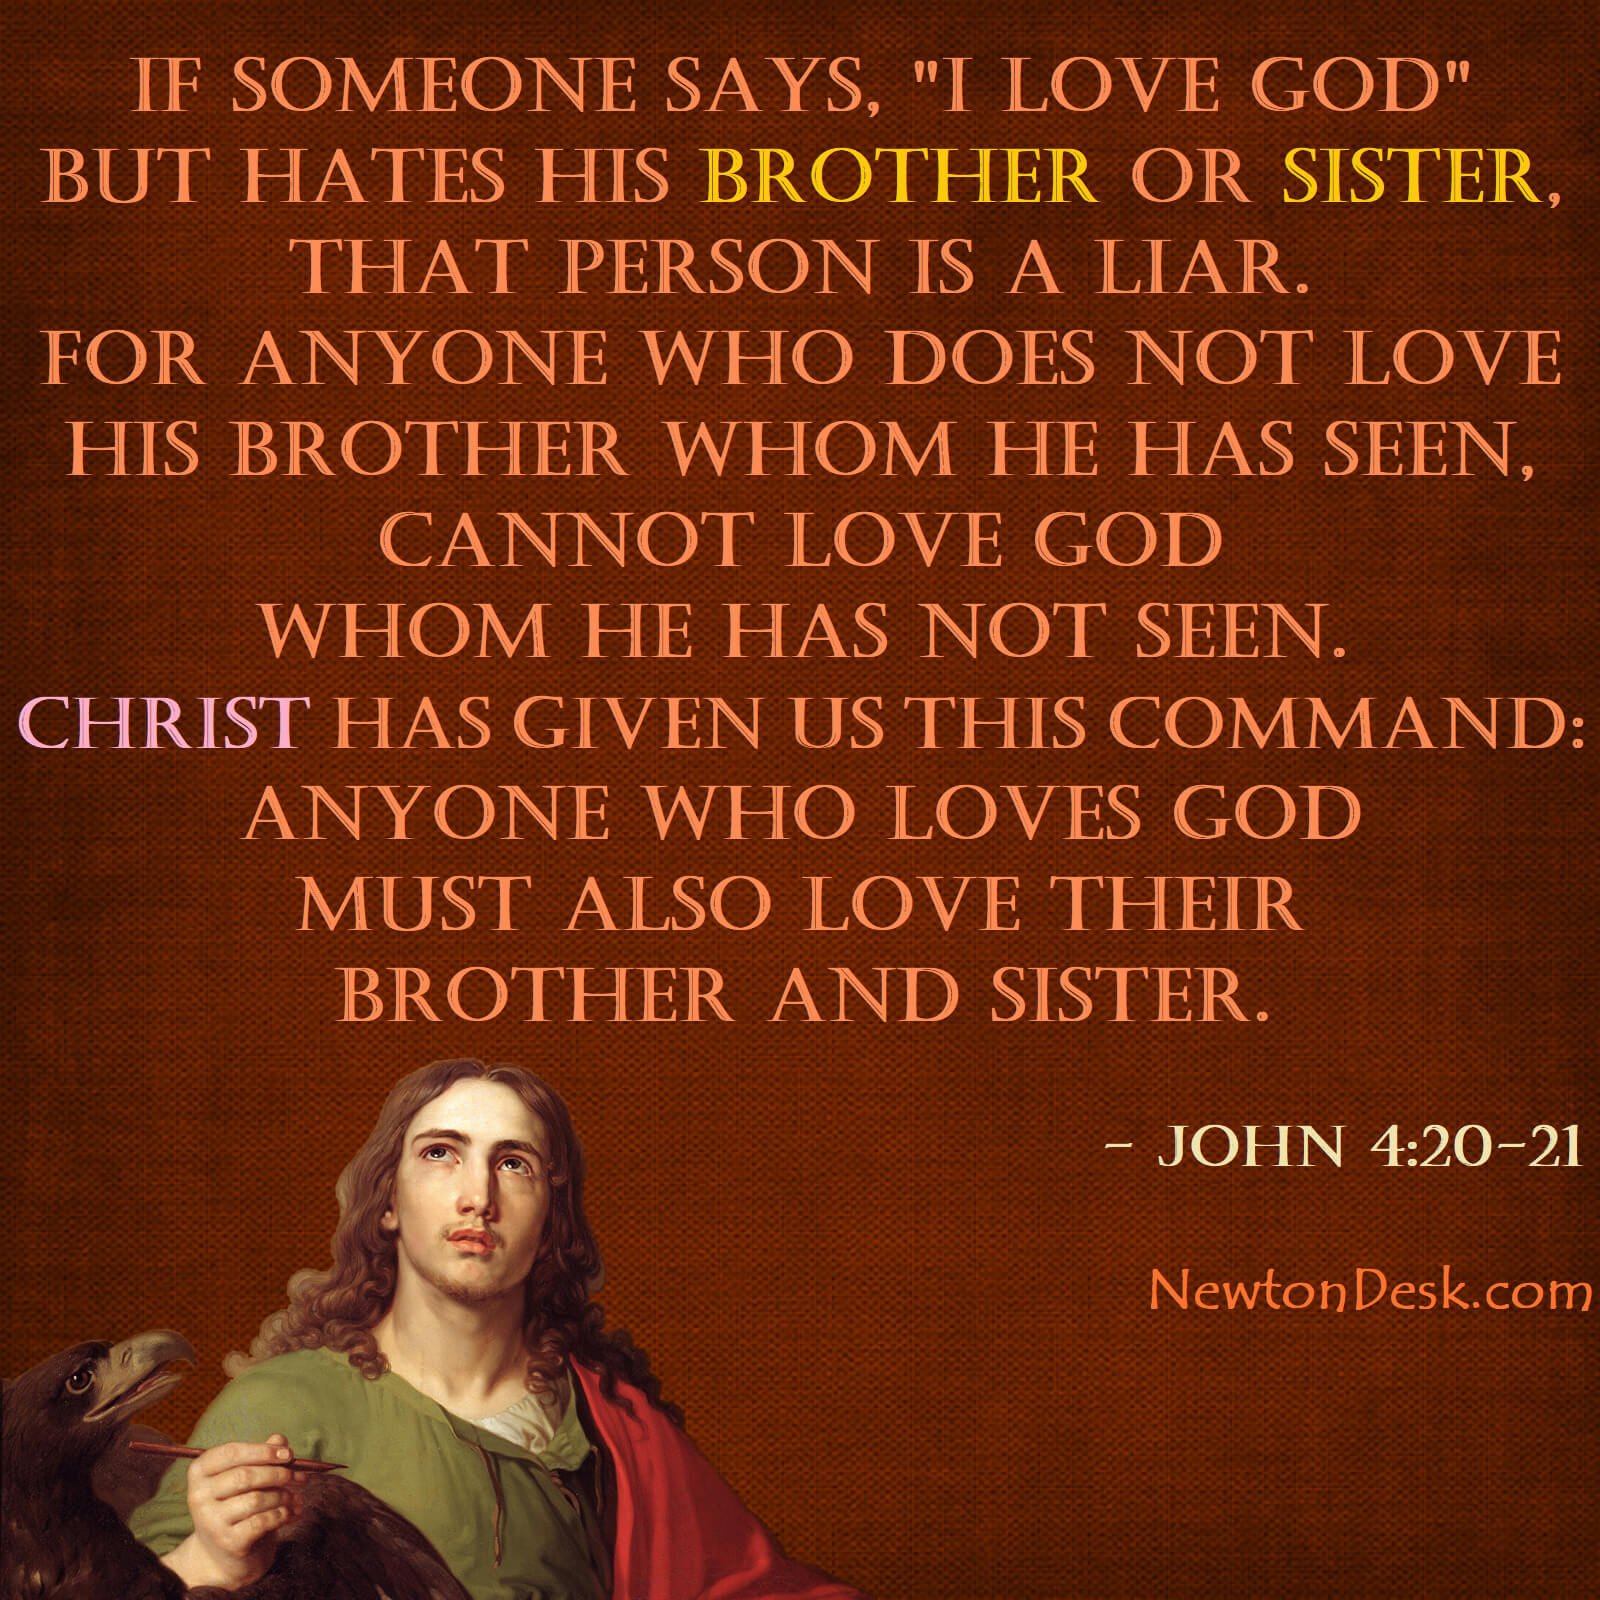 IF SOMEONE SAYS, "I LOVE GOD"
BUT HATES HIS BROTHER OR SISTER,
THAT PERSON IS A LIAR.
FOR ANYONE WHO DOES NOT LOVE
HIS BROTHER WHOM HE HAS SEEN,
CANNOT LOVE GOD
WHOM HE HAS NOT SEEN.
CHRIST HAS GIVEN US THIS COMMAND:
ANYONE WHO LOVES GOD
MUST ALSO LOVE THEIR
BROTHER AND SISTER.
- JOHN 4:20-21
NewtonDesk.com